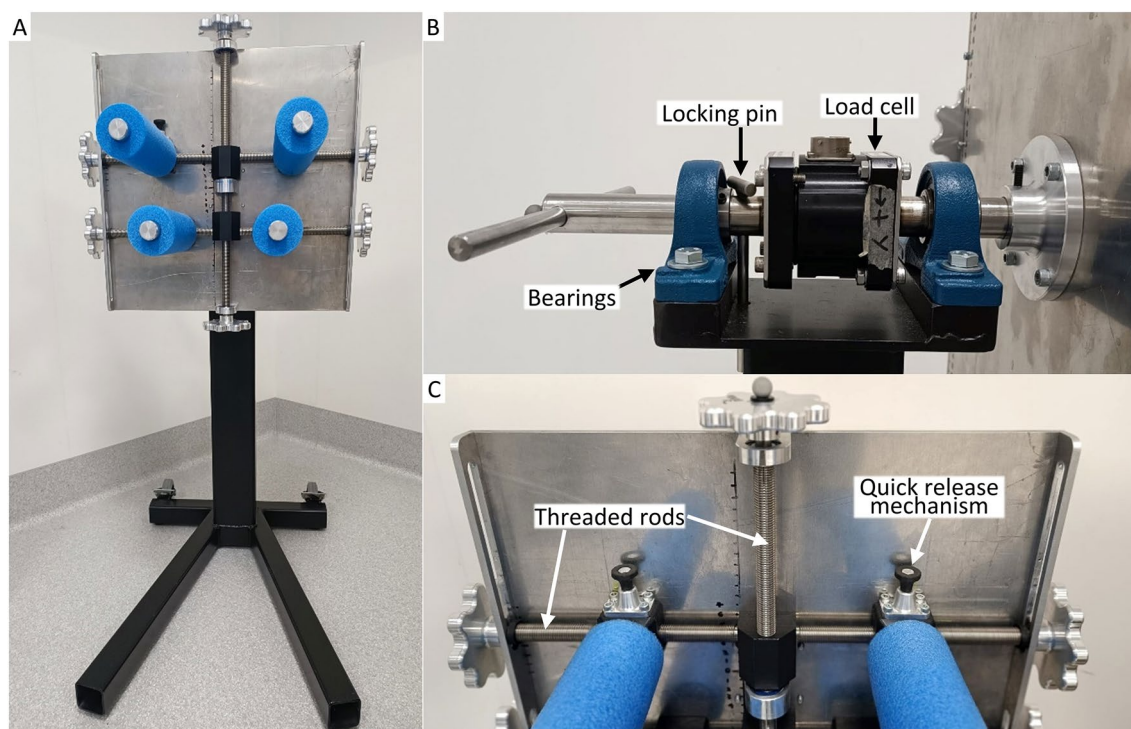 A
B
Locking pin
Load cell
Bearings
C
Threaded rods
Quick release
mechanism